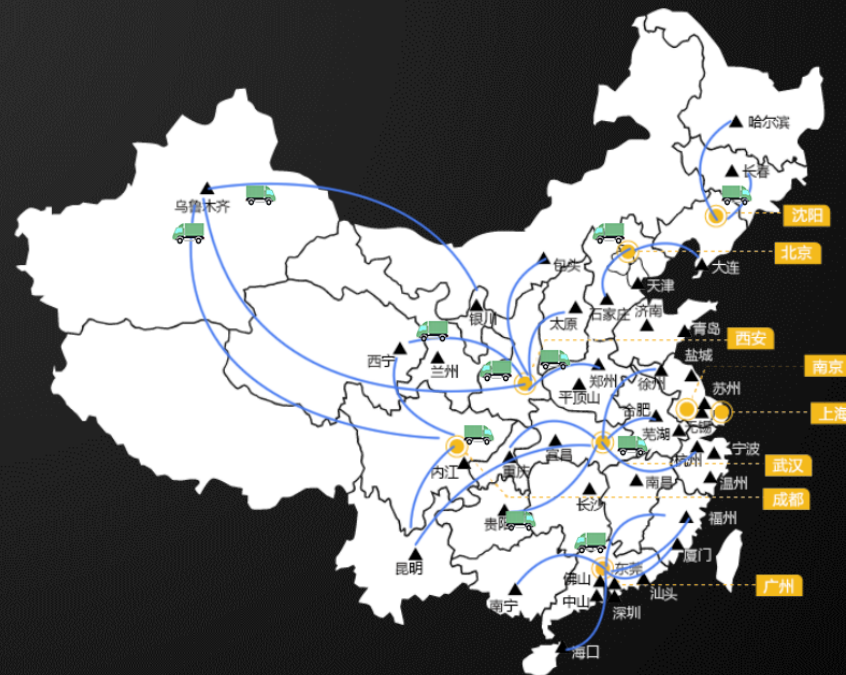 哈尔滨
长春
乌鲁木齐
沈阳
北京
包头
大连
天津
银川
石家庄
太原
济南
青岛
西安
西宁
兰州
盐城
南京
郑州
徐州
平顶山
苏州
合肥
上海
无锡
芜湖
宜昌
杭州
宁波
武汉
内江
重庆
南昌
温州
长沙
成都
贵阳
福州
昆明
厦门
东莞
佛山
广州
南宁
中山
汕头
深圳
海口